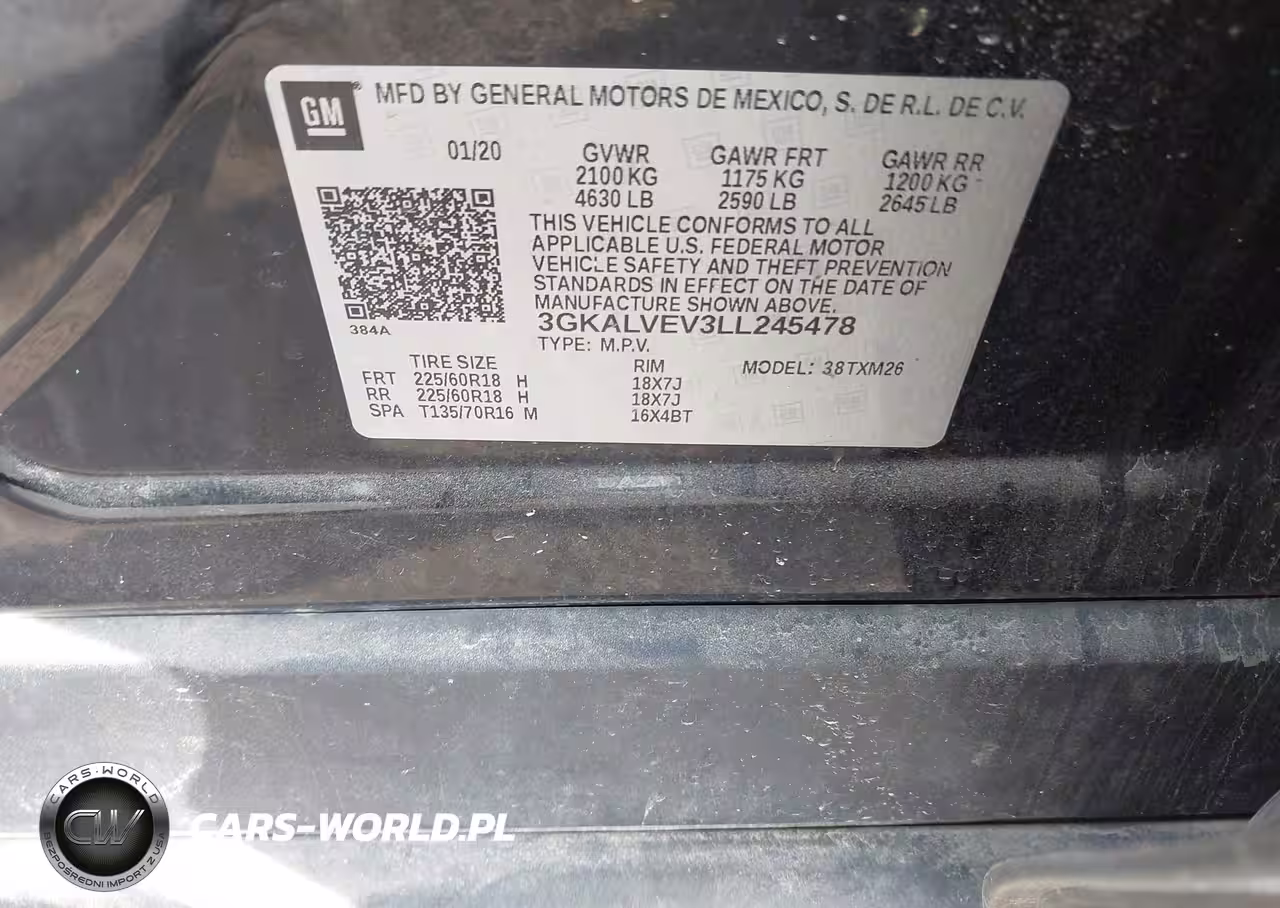 GM
MFD BY GENERAL MOTORS DE MEXICO, S. DE R.L. DE C.V.
01/20 GVWR GAWR FRT GAWR RR
2100 KG 1175 KG 1200 KG
4630 LB 2590 LB 2645 LB
THIS VEHICLE CONFORMS TO ALL
APPLICABLE U.S. FEDERAL MOTOR
VEHICLE SAFETY AND THEFT PREVENTION
STANDARDS IN EFFECT ON THE DATE OF
MANUFACTURE SHOWN ABOVE.
384A
3GKALVEV3LL245478
TYPE: M.P.V.
TIRE SIZE RIM MODEL: 38TXM26
FRT 225/60R18 H 18X7J
RR 225/60R18 H 18X7J
SPA T135/70R16 M 16X4BT
CARS-WORLD
CW
BEZPOŚREDNI IMPORT Z USA
CARS-WORLD.PL